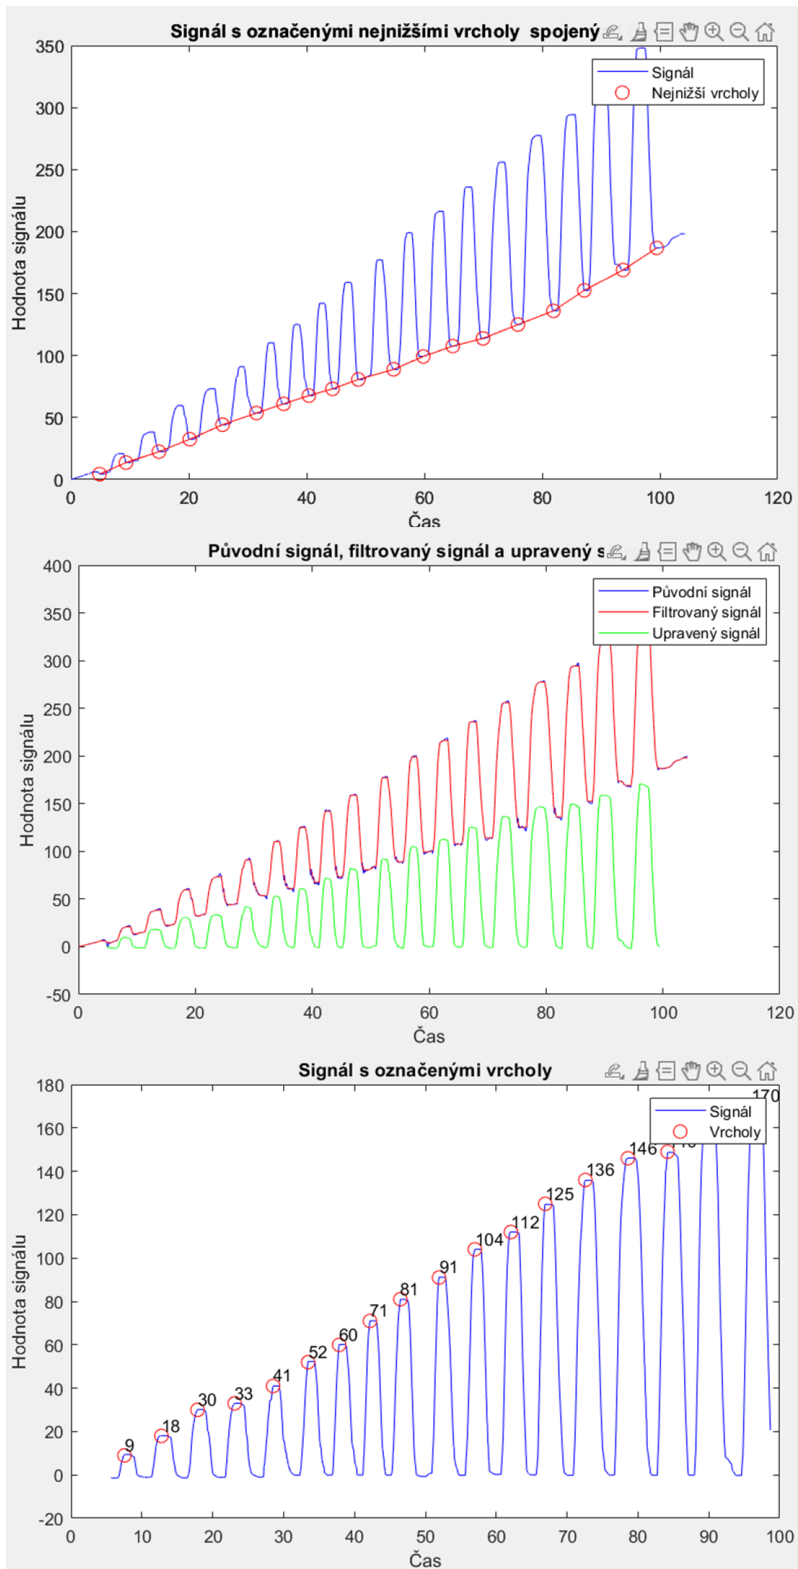 Signál s označenými nejnižšími vrcholy  spojený
350
300
250
200
150
100
50
0
Hodnota signálu
Signál
Nejnižší vrcholy
0 20 40 60 80 100 120
Čas
Původní signál, filtrovaný signál a upravený s
400
350
300
250
200
150
100
50
0
-50
Hodnota signálu
Původní signál
Filtrovaný signál
Upravený signál
0 20 40 60 80 100 120
Čas
Signál s označenými vrcholy
180
160
140
120
100
80
60
40
20
0
-20
Hodnota signálu
Signál
Vrcholy
170
146
136
125
112
104
91
81
71
60
52
41
33
30
18
9
0 10 20 30 40 50 60 70 80 90 100
Čas